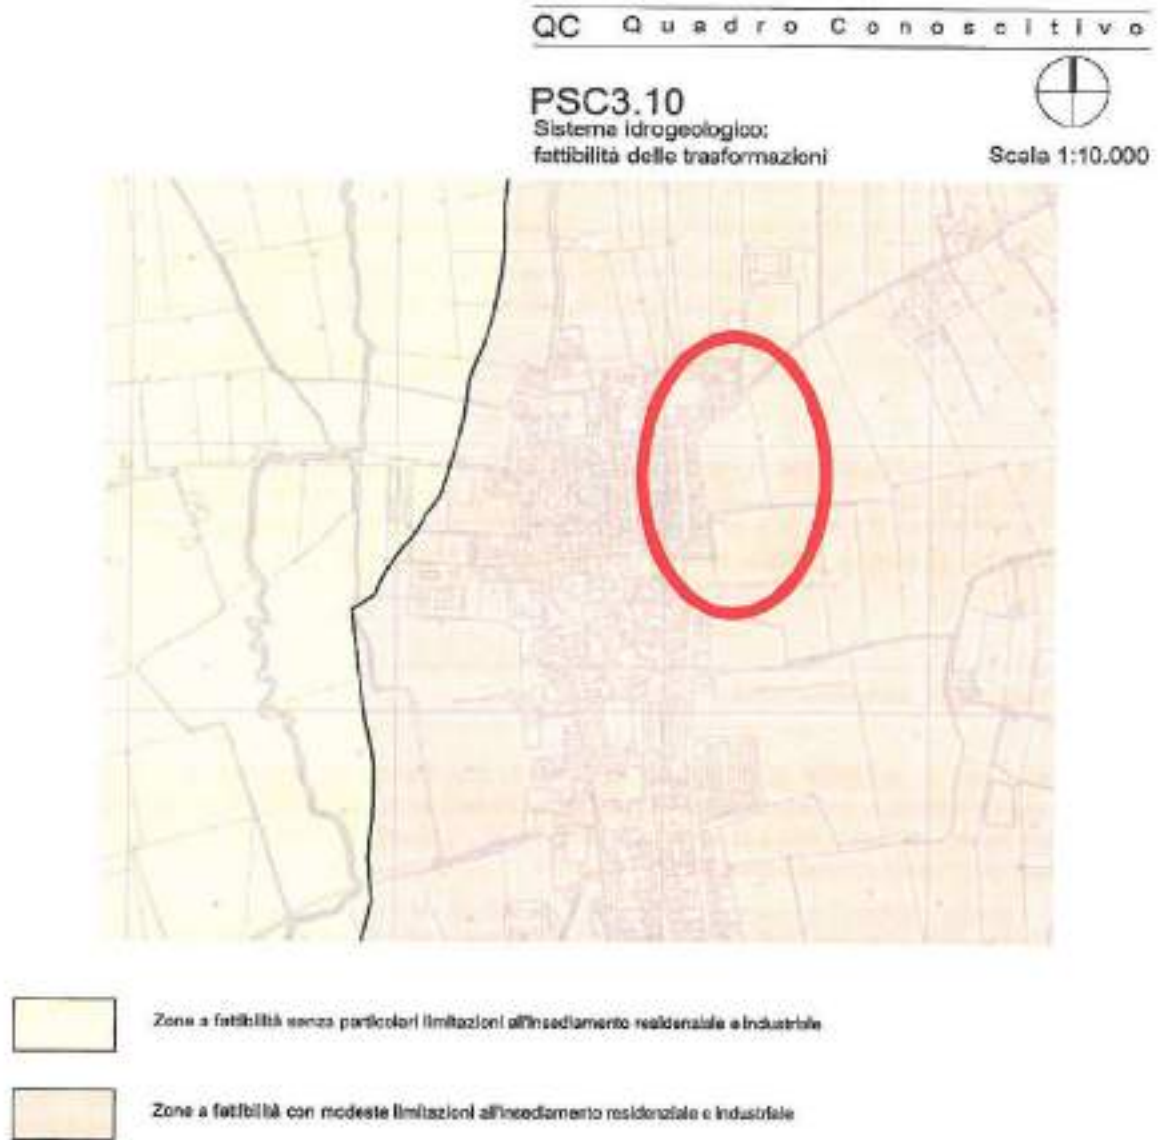 QC Quadro Conoscitivo
PSC3.10
Sistema idrogeologico:
fattibilità delle trasformazioni
Scala 1:10.000
Zone a fattibilità senza particolari limitazioni all'insediamento residenziale e industriale
Zone a fattibilità con modeste limitazioni all'insediamento residenziale e industriale